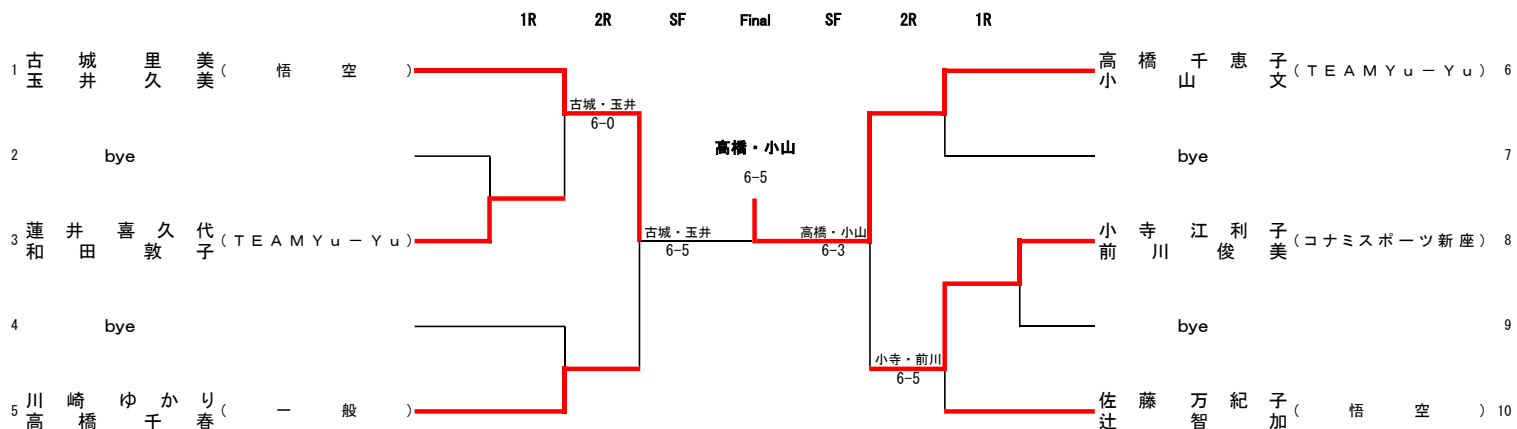 1R 2R SF Final SF 2R 1R
1 古城里美 (悟空)
玉井久美
高橋千恵子 (TEAMYu－Yu) 6
小山文
古城・玉井
6-0
2 bye
高橋・小山
bye 7
6-5
3 蓮井喜久代 (TEAMYu－Yu)
和田敦子
古城・玉井
6-5
高橋・小山
6-3
小寺江利子 (コナミスポーツ新座) 8
前川俊美
4 bye
bye 9
小寺・前川
6-5
5 川崎ゆかり (一般)
高橋千春
佐藤万紀子 (悟空) 10
辻智加